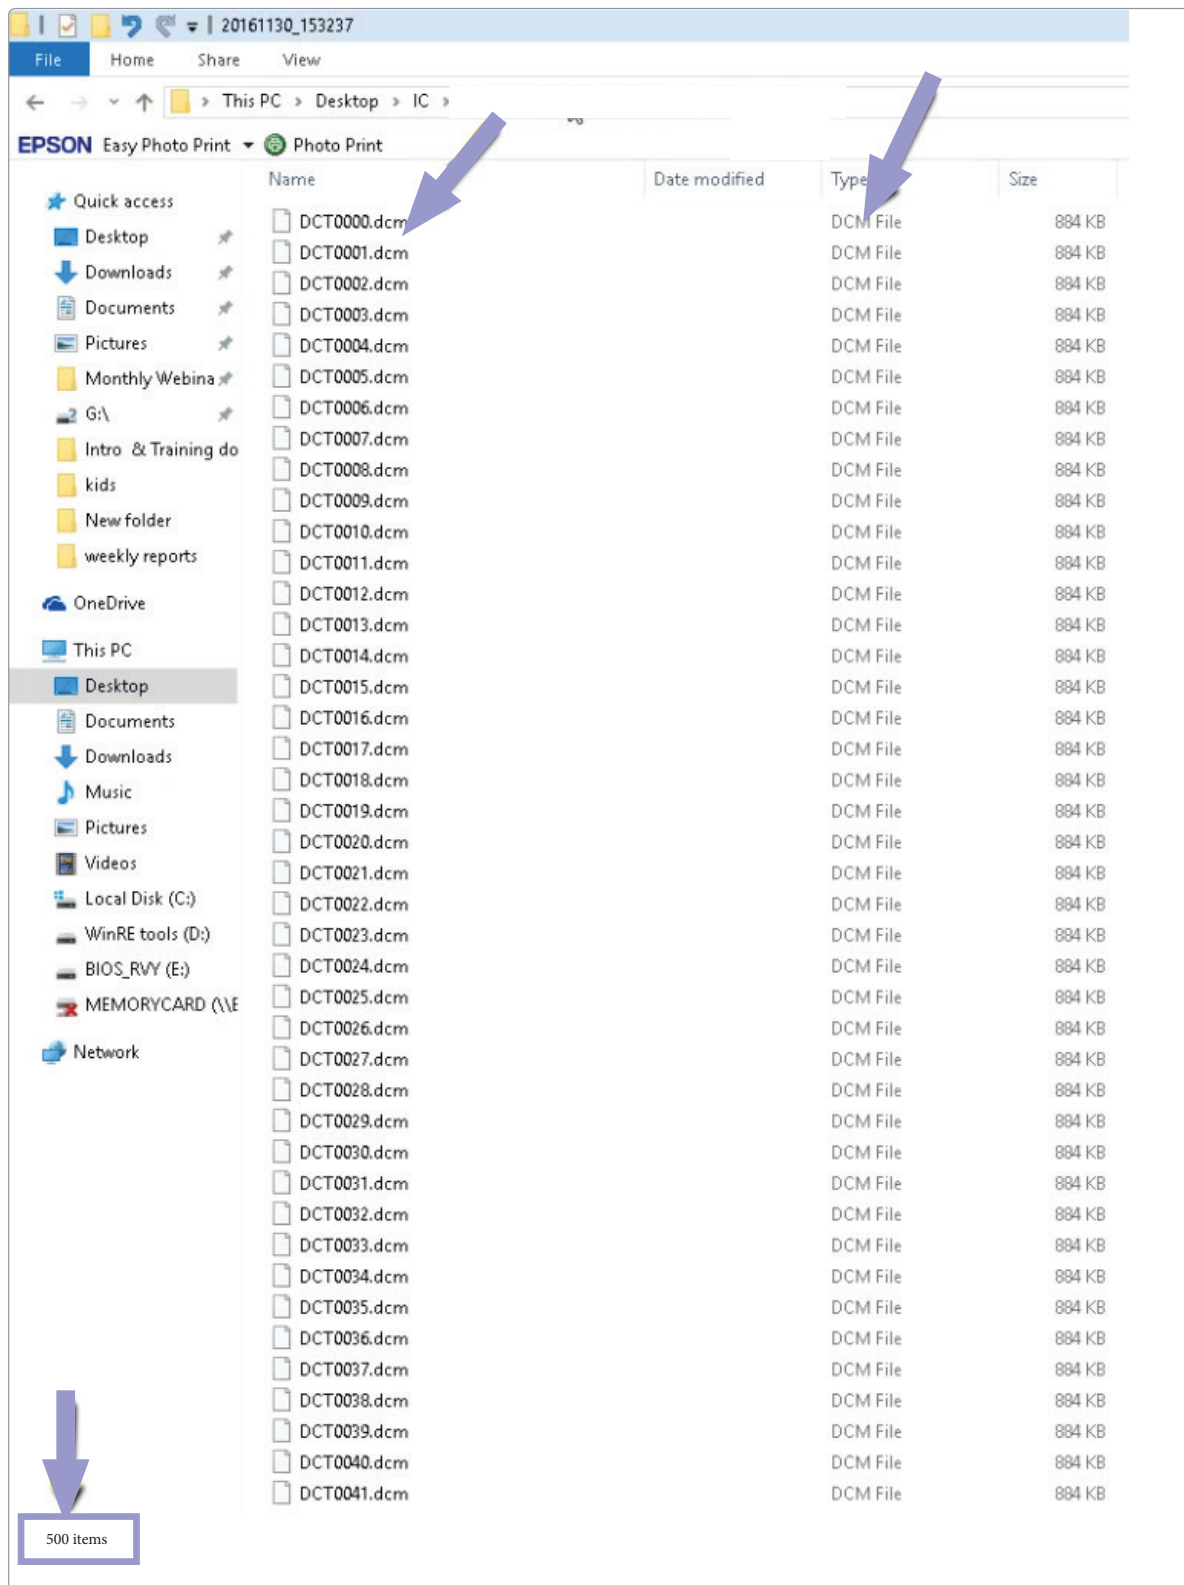 20161130_153237
File Home Share View
This PC > Desktop > IC >
EPSON Easy Photo Print Photo Print
Name Date modified Type Size
Quick access
Desktop
Downloads
Documents
Pictures
Monthly Webina
G:\
Intro & Training do
kids
New folder
weekly reports
OneDrive
This PC
Desktop
Documents
Downloads
Music
Pictures
Videos
Local Disk (C:)
WinRE tools (D:)
BIOS_RVY (E:)
MEMORYCARD (\\E
Network
DCT0000.dcm DCM File 884 KB
DCT0001.dcm DCM File 884 KB
DCT0002.dcm DCM File 884 KB
DCT0003.dcm DCM File 884 KB
DCT0004.dcm DCM File 884 KB
DCT0005.dcm DCM File 884 KB
DCT0006.dcm DCM File 884 KB
DCT0007.dcm DCM File 884 KB
DCT0008.dcm DCM File 884 KB
DCT0009.dcm DCM File 884 KB
DCT0010.dcm DCM File 884 KB
DCT0011.dcm DCM File 884 KB
DCT0012.dcm DCM File 884 KB
DCT0013.dcm DCM File 884 KB
DCT0014.dcm DCM File 884 KB
DCT0015.dcm DCM File 884 KB
DCT0016.dcm DCM File 884 KB
DCT0017.dcm DCM File 884 KB
DCT0018.dcm DCM File 884 KB
DCT0019.dcm DCM File 884 KB
DCT0020.dcm DCM File 884 KB
DCT0021.dcm DCM File 884 KB
DCT0022.dcm DCM File 884 KB
DCT0023.dcm DCM File 884 KB
DCT0024.dcm DCM File 884 KB
DCT0025.dcm DCM File 884 KB
DCT0026.dcm DCM File 884 KB
DCT0027.dcm DCM File 884 KB
DCT0028.dcm DCM File 884 KB
DCT0029.dcm DCM File 884 KB
DCT0030.dcm DCM File 884 KB
DCT0031.dcm DCM File 884 KB
DCT0032.dcm DCM File 884 KB
DCT0033.dcm DCM File 884 KB
DCT0034.dcm DCM File 884 KB
DCT0035.dcm DCM File 884 KB
DCT0036.dcm DCM File 884 KB
DCT0037.dcm DCM File 884 KB
DCT0038.dcm DCM File 884 KB
DCT0039.dcm DCM File 884 KB
DCT0040.dcm DCM File 884 KB
DCT0041.dcm DCM File 884 KB
500 items